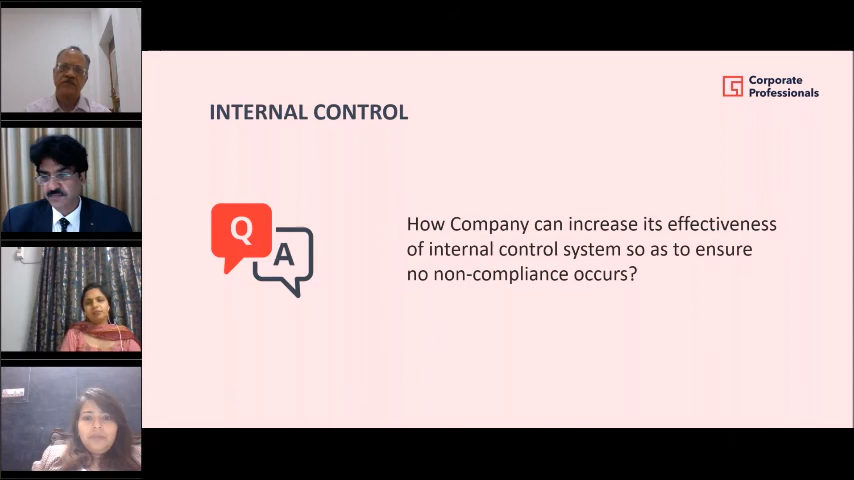 Corporate
Professionals
INTERNAL CONTROL
Q
A
How Company can increase its effectiveness
of internal control system so as to ensure
no non-compliance occurs?